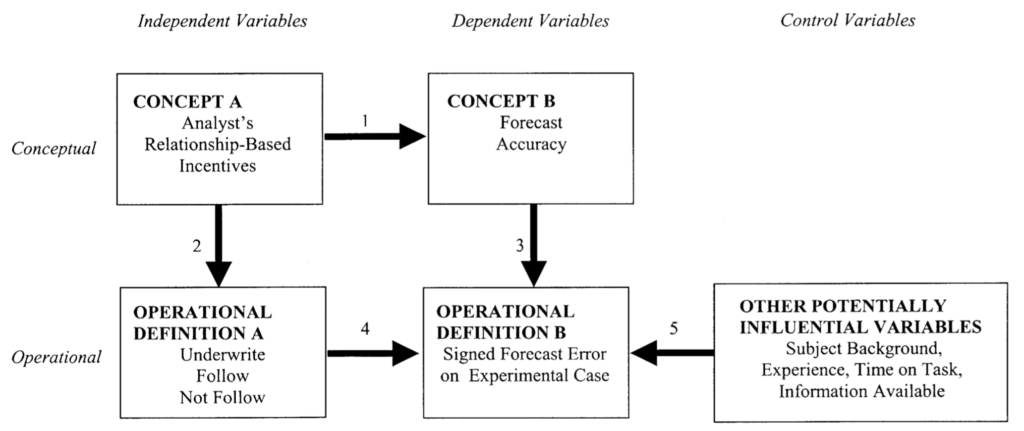 Independent Variables
Dependent Variables
Control Variables
Conceptual
CONCEPT A
Analyst's
Relationship-Based
Incentives
1
CONCEPT B
Forecast
Accuracy
2
3
Operational
OPERATIONAL
DEFINITION A
Underwrite
Follow
Not Follow
4
OPERATIONAL
DEFINITION B
Signed Forecast Error
on Experimental Case
5
OTHER POTENTIALLY
INFLUENTIAL VARIABLES
Subject Background,
Experience, Time on Task,
Information Available